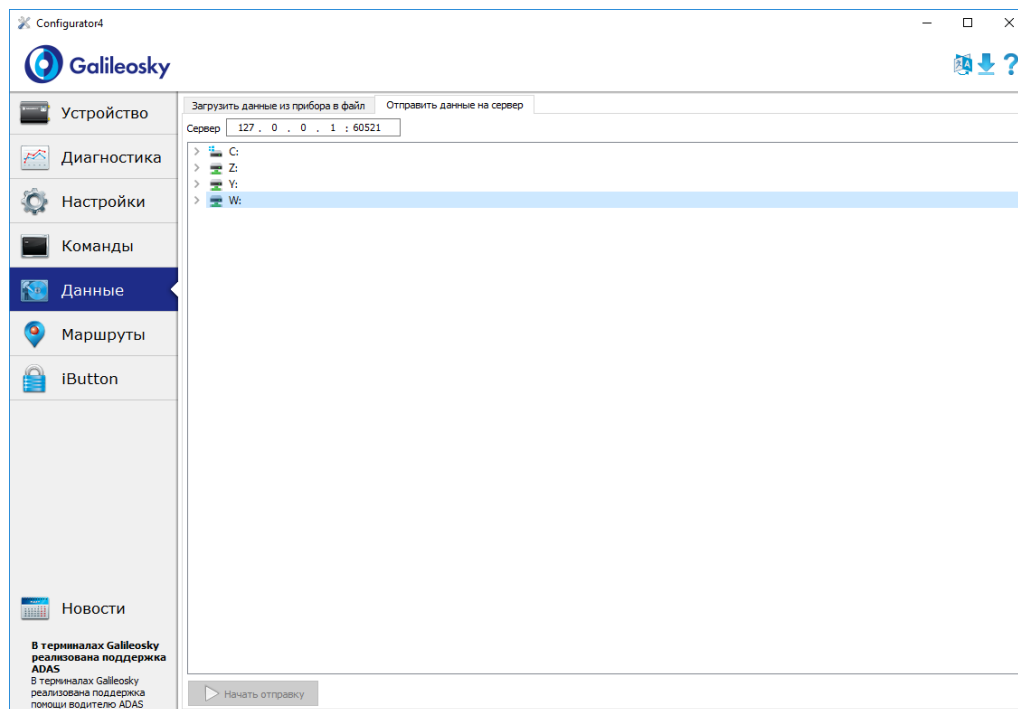 Configurator4
Galileosky
Устройство
Диагностика
Настройки
Команды
Данные
Маршруты
iButton
Загрузить данные из прибора в файл
Отправить данные на сервер
Сервер 127 . 0 . 0 . 1 : 60521
C:
Z:
Y:
W:
Новости
В терминалах Galileosky
реализована поддержка
ADAS
В терминалах Galileosky
реализована поддержка
помощи водителю ADAS
Начать отправку